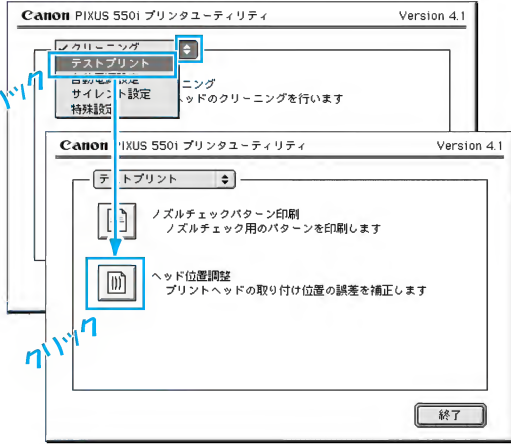 Canon PIXUS 550i プリンタユーティリティ Version 4.1
✓クリーニング
テストプリント
サイレント設定
特殊設定
ニング
ッドのクリーニングを行います
Canon PIXUS 550i プリンタユーティリティ Version 4.1
テストプリント
ノズルチェックパターン印刷
ノズルチェック用のパターンを印刷します
ヘッド位置調整
プリントヘッドの取り付け位置の誤差を補正します
クリック
終了